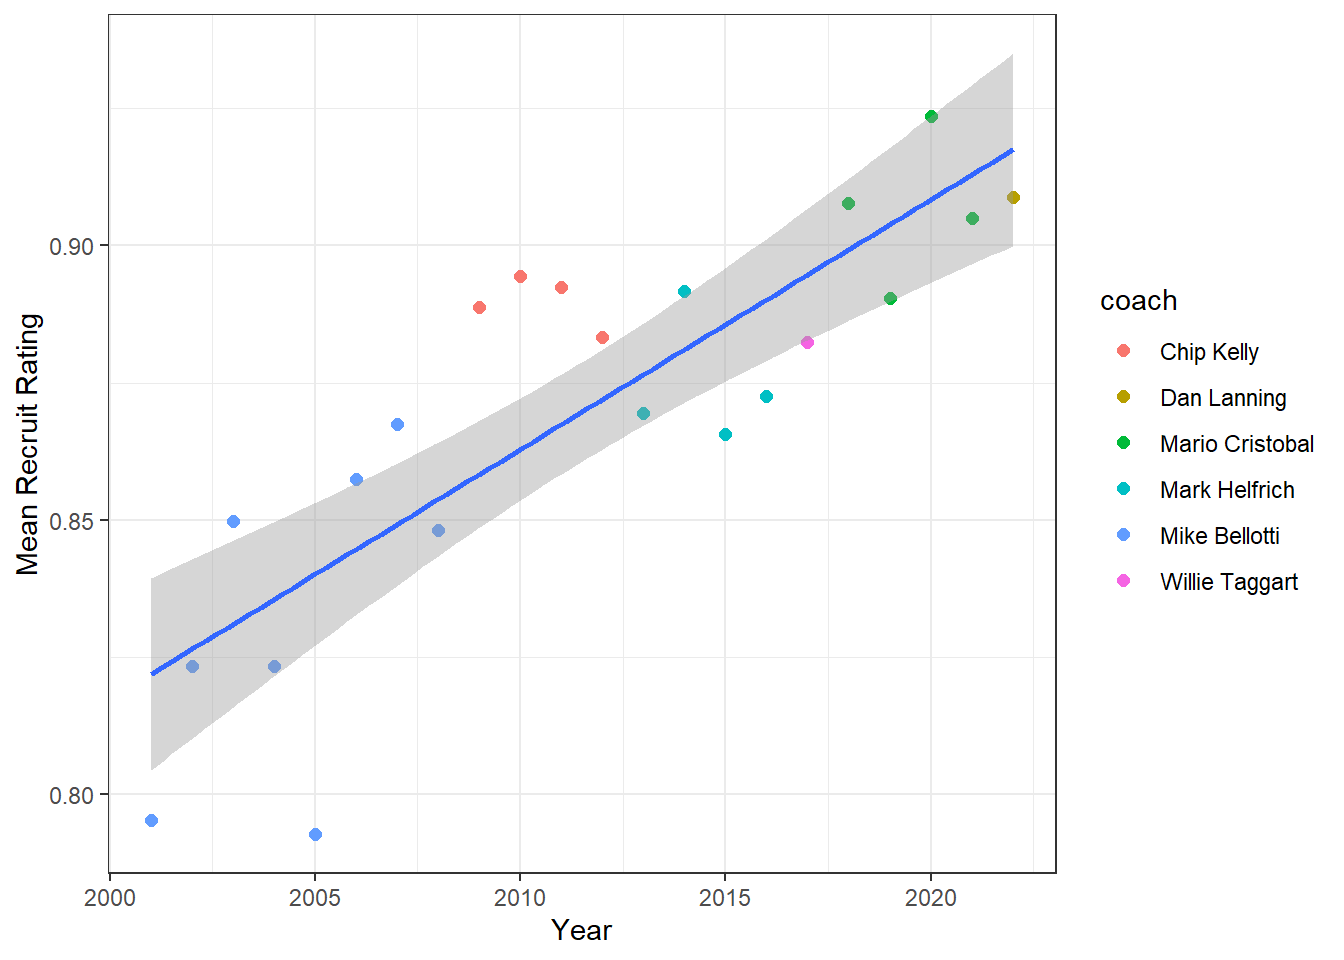 Mean Recruit Rating
0.90
0.85
0.80
2000 2005 2010 2015 2020
Year
coach
Chip Kelly
Dan Lanning
Mario Cristobal
Mark Helfrich
Mike Bellotti
Willie Taggart